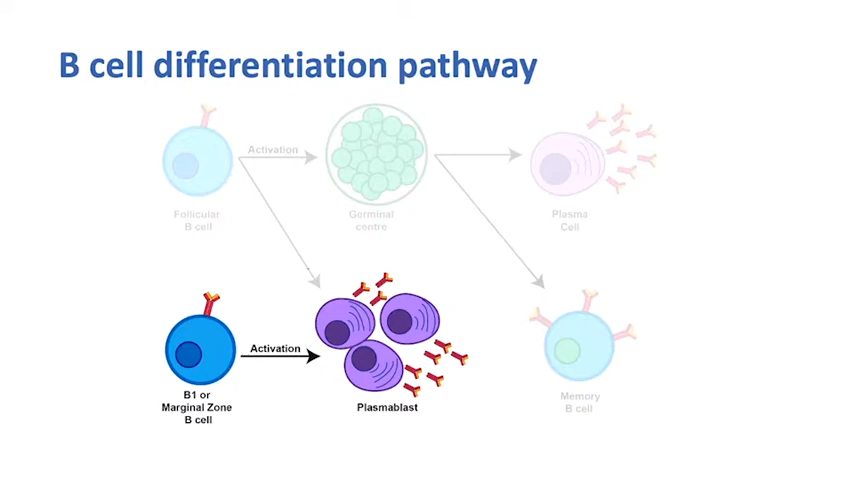 B cell differentiation pathway
Activation
Follicular
B cell
Germinal
centre
Plasma
Cell
Activation
B1 or
Marginal Zone
B cell
Plasmablast
Memory
B cell